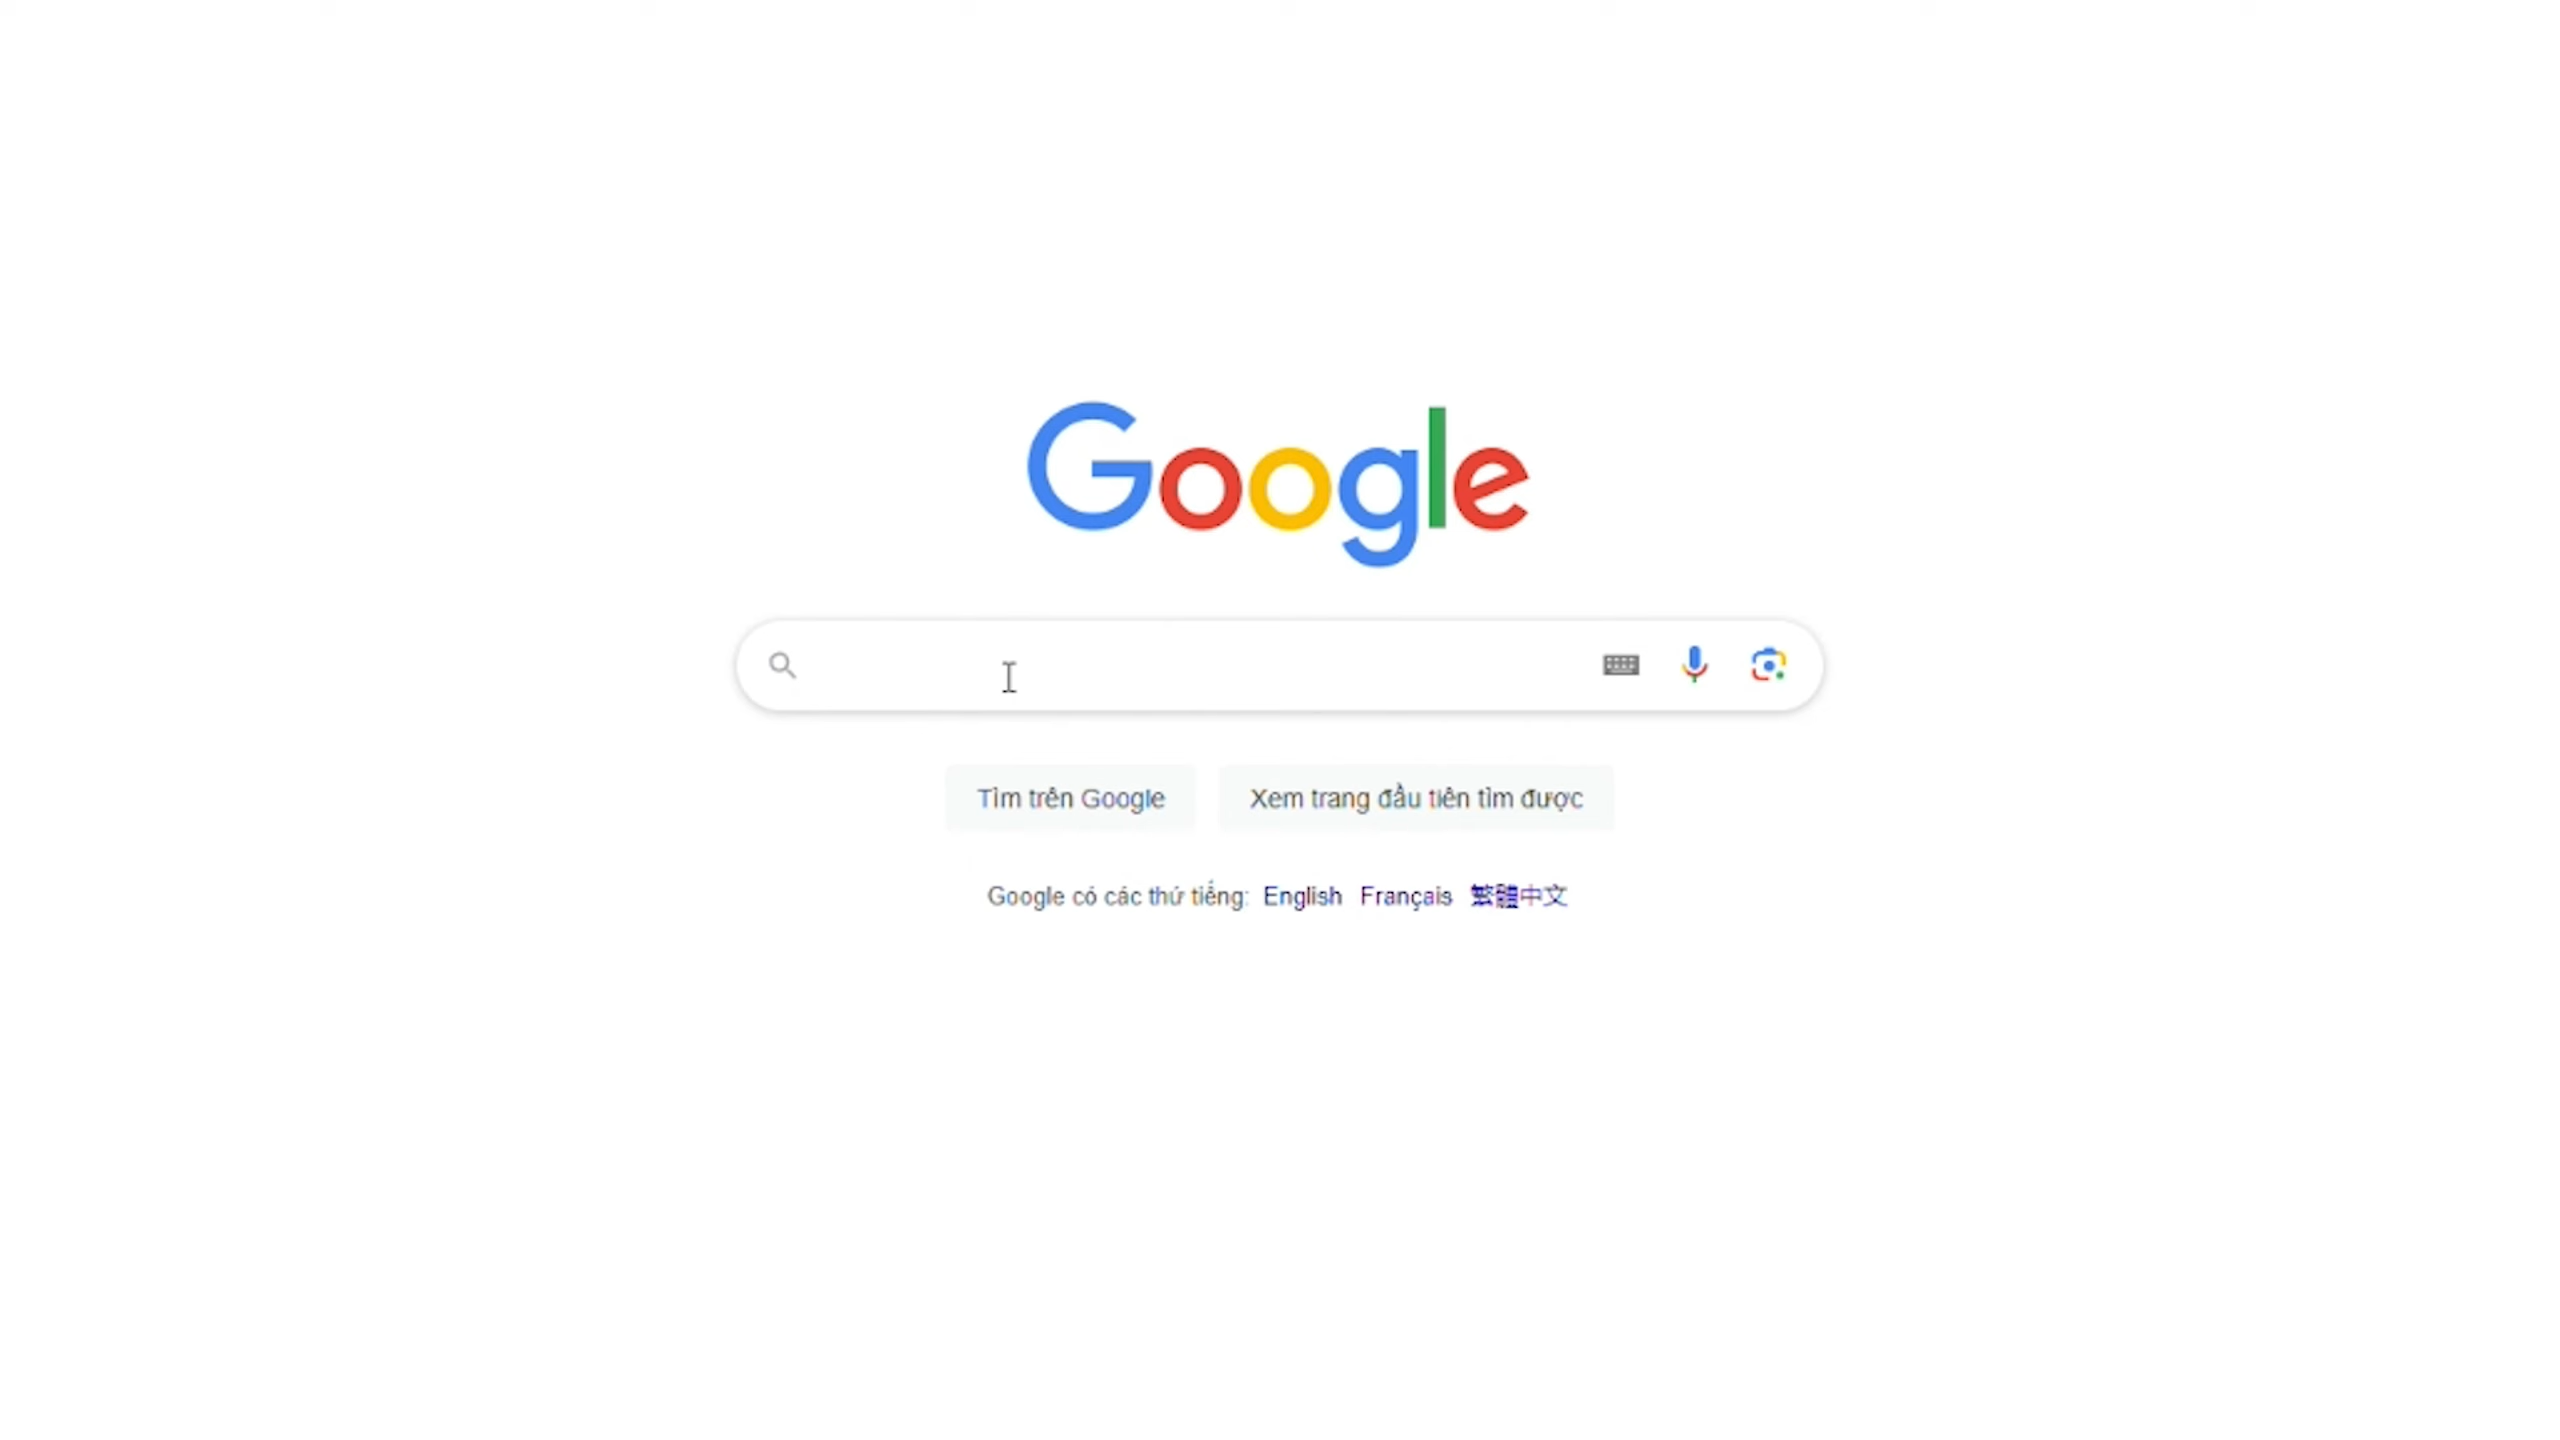 Google
Tìm trên Google
Xem trang đầu tiên tìm được
Google có các thứ tiếng: English Français 繁體中文